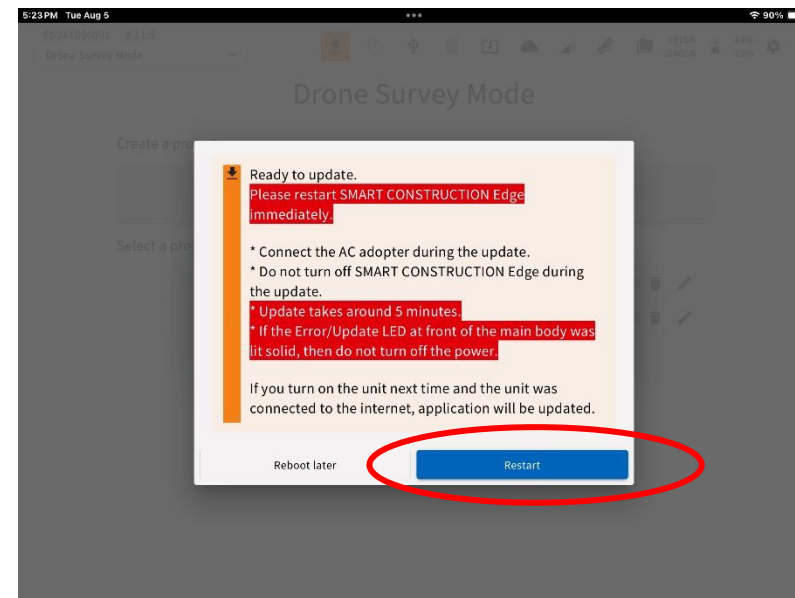 5:23 PM Tue Aug 5
90%
Drone Survey Mode
Drone Survey Mode
Create a pro
Select a pro
Ready to update.
Please restart SMART CONSTRUCTION Edge
immediately.
* Connect the AC adopter during the update.
* Do not turn off SMART CONSTRUCTION Edge during
the update.
* Update takes around 5 minutes.
* If the Error/Update LED at front of the main body was
lit solid, then do not turn off the power.
If you turn on the unit next time and the unit was
connected to the internet, application will be updated.
Reboot later
Restart